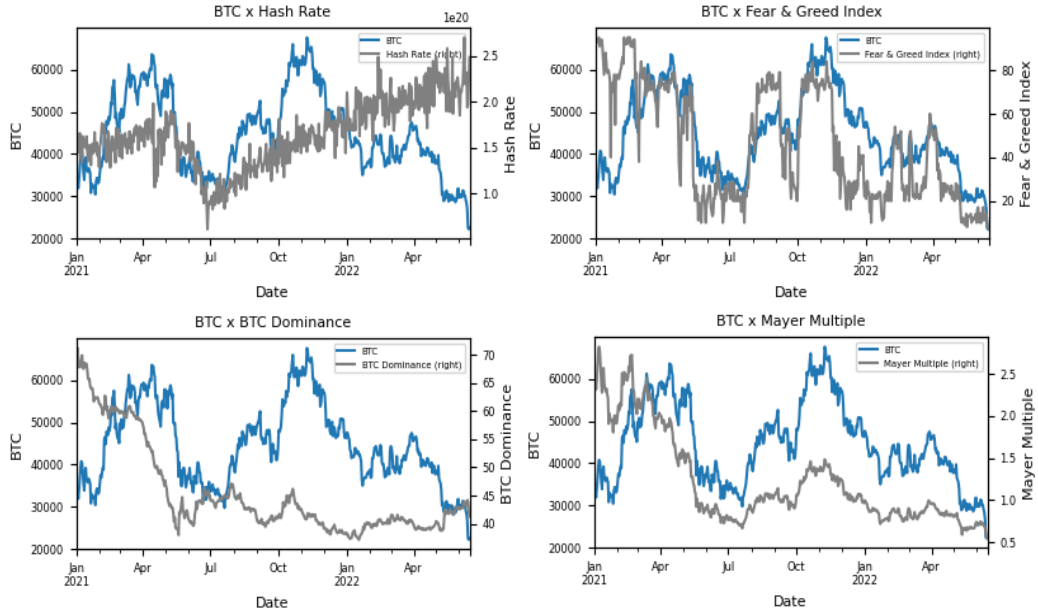 BTC x Hash Rate
1e20
BTC
Hash Rate (right)
60000
50000
40000
30000
20000
BTC
2.5
2.0
1.5
1.0
Hash Rate
Jan
2021
Apr
Jul
Oct
Jan
2022
Apr
Date
BTC x Fear & Greed Index
BTC
Fear & Greed Index (right)
60000
50000
40000
30000
20000
BTC
80
60
40
20
Fear & Greed Index
Jan
2021
Apr
Jul
Oct
Jan
2022
Apr
Date
BTC x BTC Dominance
BTC
BTC Dominance (right)
60000
50000
40000
30000
20000
BTC
70
65
60
55
50
45
40
BTC Dominance
Jan
2021
Apr
Jul
Oct
Jan
2022
Apr
Date
BTC x Mayer Multiple
BTC
Mayer Multiple (right)
60000
50000
40000
30000
20000
BTC
2.5
2.0
1.5
1.0
0.5
Mayer Multiple
Jan
2021
Apr
Jul
Oct
Jan
2022
Apr
Date